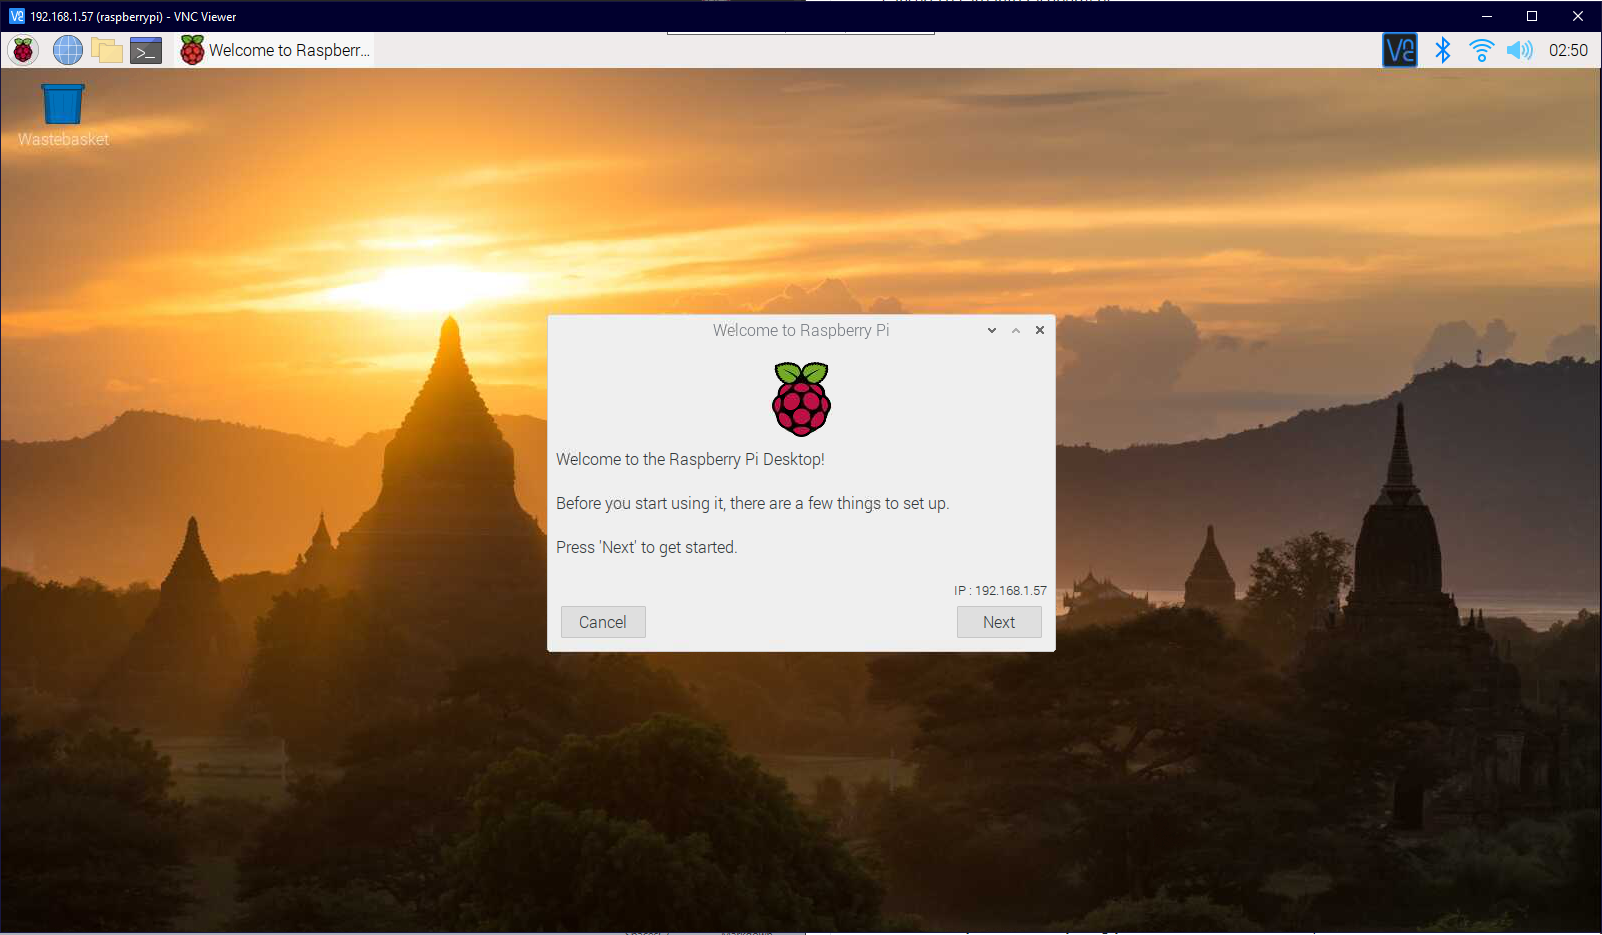 192.168.1.57 (raspberrypi) - VNC Viewer
Welcome to Raspberr...
02:50
Wastebasket
Welcome to Raspberry Pi
Welcome to the Raspberry Pi Desktop!
Before you start using it, there are a few things to set up.
Press 'Next' to get started.
IP : 192.168.1.57
Cancel
Next